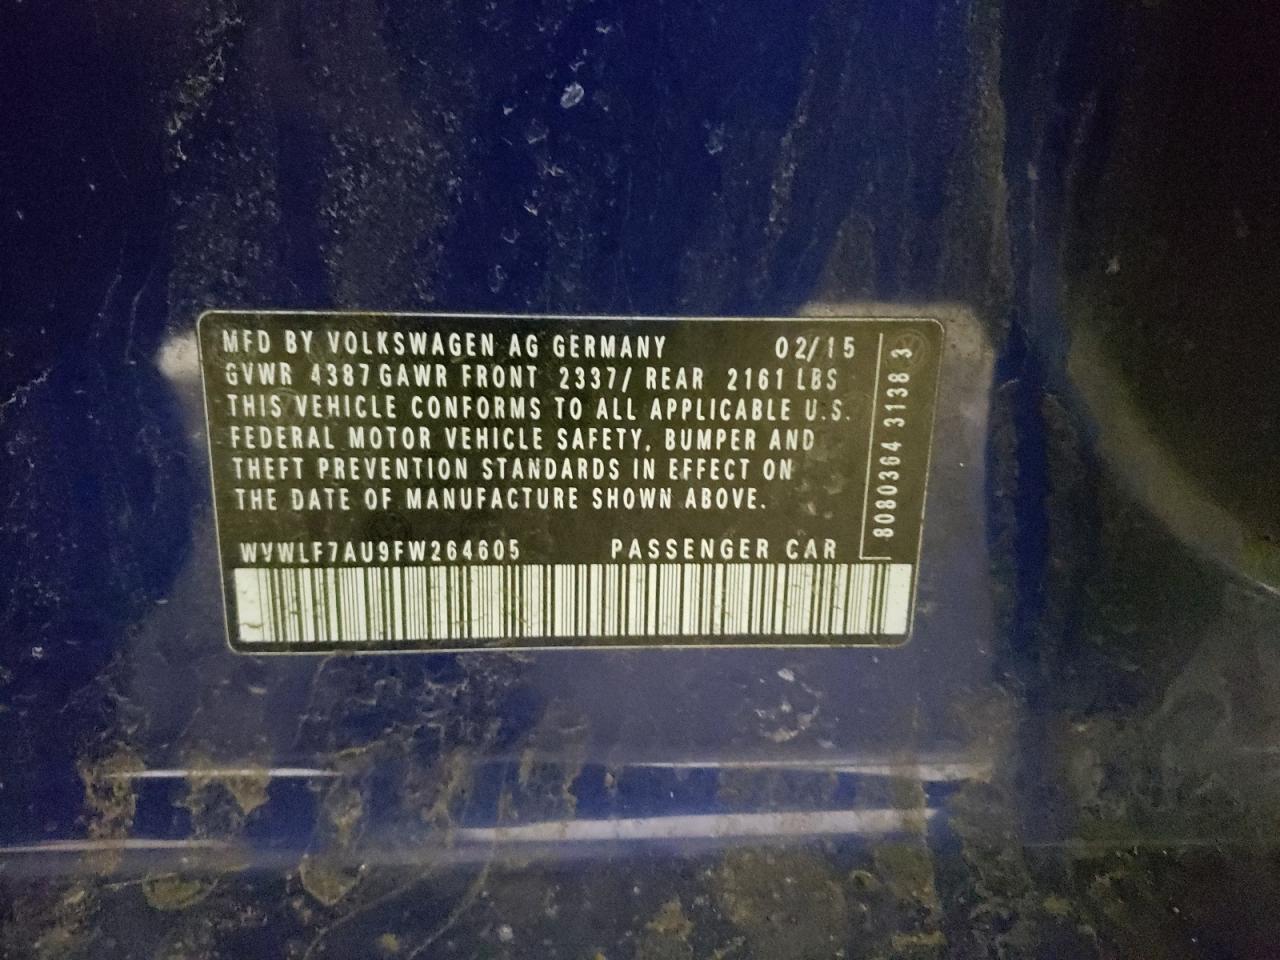 MFD BY VOLKSWAGEN AG GERMANY 02/15
GVWR 4387 GAWR FRONT 2337/ REAR 2161 LBS
THIS VEHICLE CONFORMS TO ALL APPLICABLE U.S.
FEDERAL MOTOR VEHICLE SAFETY, BUMPER AND
THEFT PREVENTION STANDARDS IN EFFECT ON
THE DATE OF MANUFACTURE SHOWN ABOVE.
WVWLF7AU9FW264605 PASSENGER CAR
8080364 31383